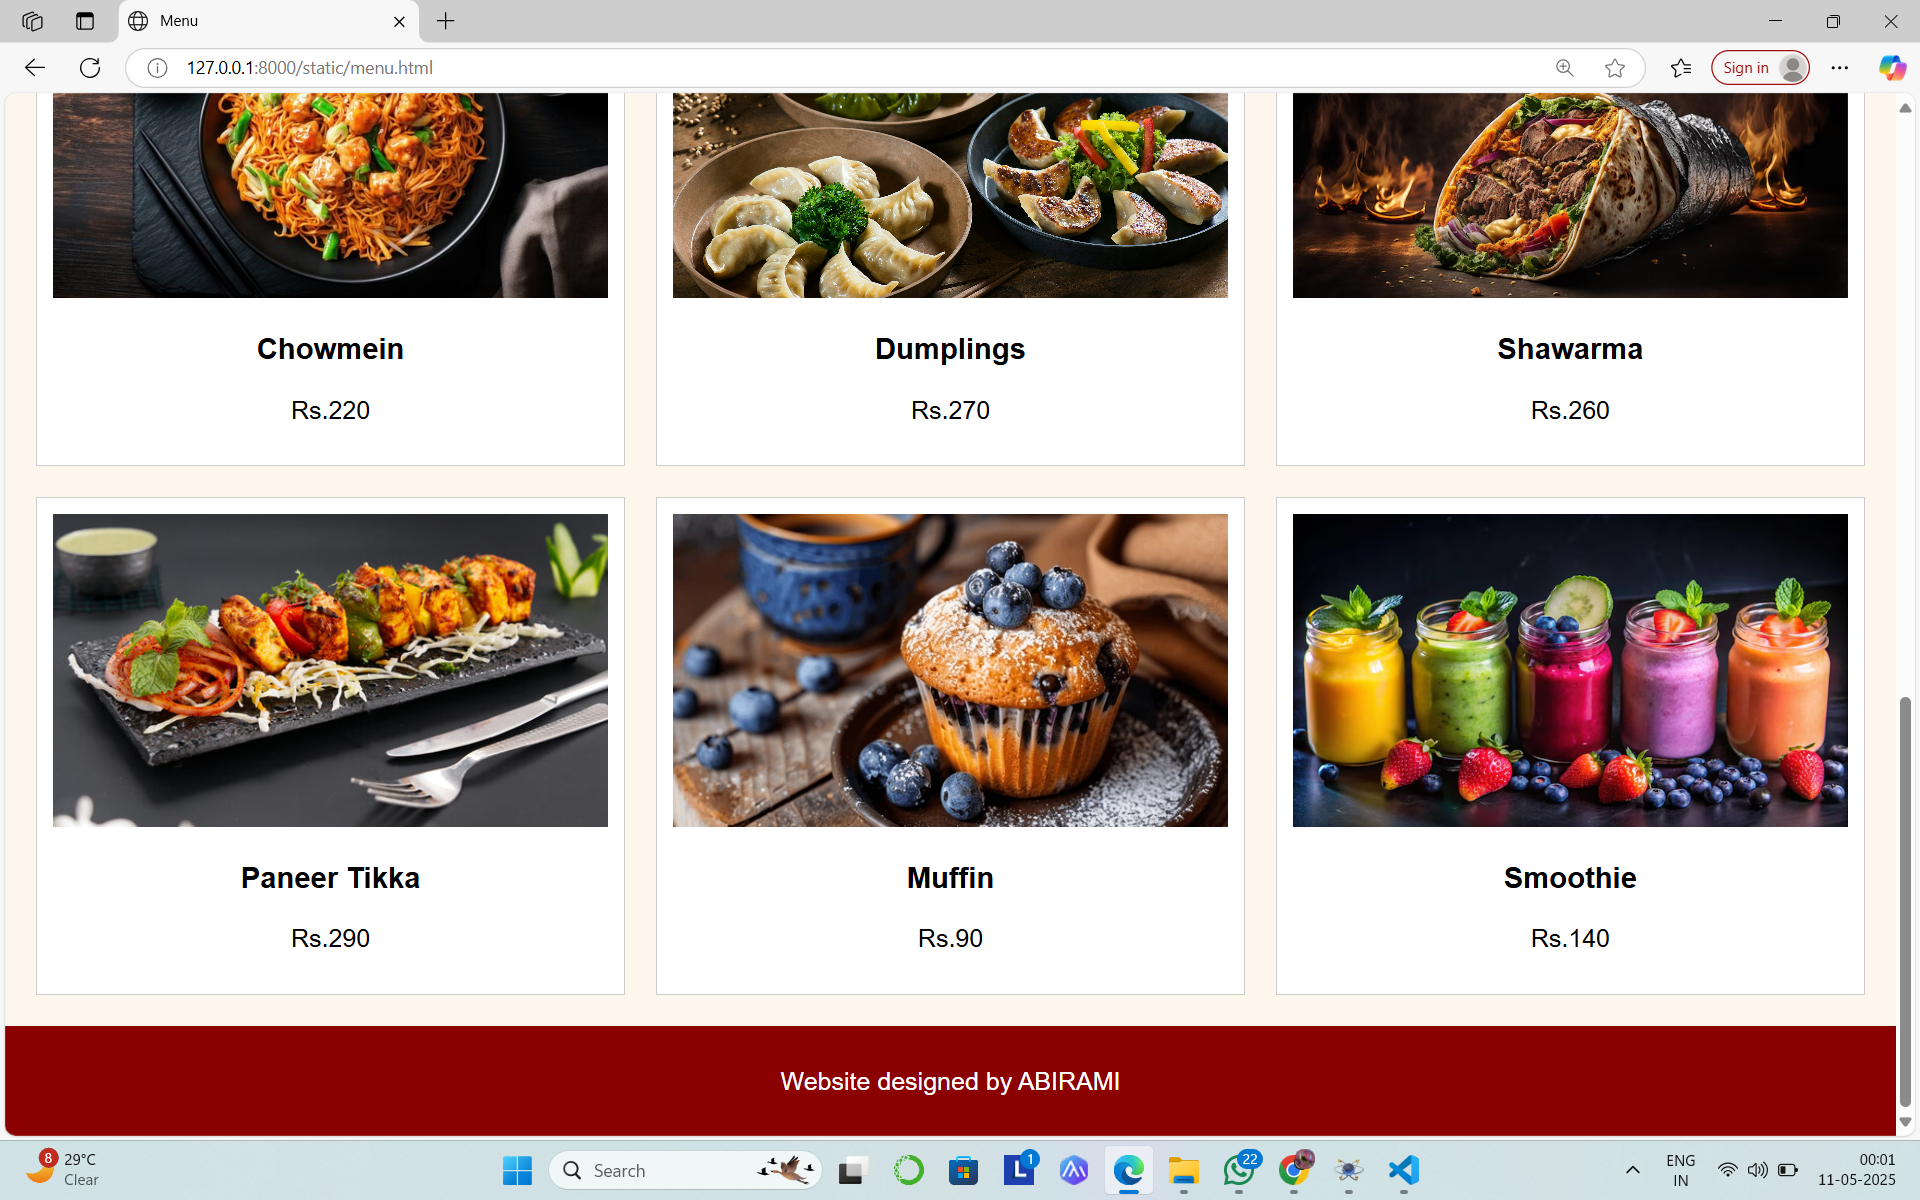 Menu
127.0.0.1:8000/static/menu.html
Sign in
Chowmein
Rs.220
Dumplings
Rs.270
Shawarma
Rs.260
Paneer Tikka
Rs.290
Muffin
Rs.90
Smoothie
Rs.140
Website designed by ABIRAMI
8
29°C
Clear
Search
L
1
22
ENG
IN
00:01
11-05-2025